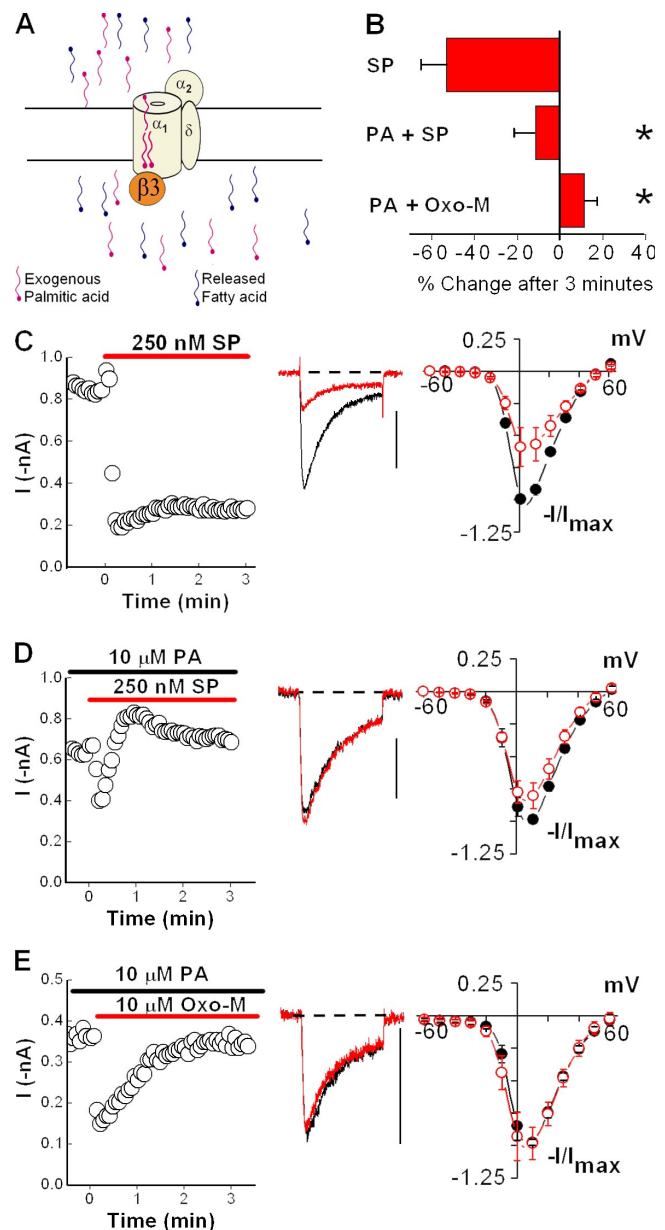 A
α2
α1
δ
β3
Exogenous
Palmitic acid
Released
Fatty acid
B
SP
PA + SP
*
PA + Oxo-M
*
-60 -40 -20 0 20 40
% Change after 3 minutes
C
250 nM SP
1.0
0.8
0.6
0.4
0.2
0.0
I (-nA)
0 1 2 3
Time (min)
0.25
mV
-60
60
-I/Imax
-1.25
D
10 μM PA
250 nM SP
1.0
0.8
0.6
0.4
0.2
0.0
I (-nA)
0 1 2 3
Time (min)
0.25
mV
-60
60
-I/Imax
-1.25
E
10 μM PA
10 μM Oxo-M
0.5
0.4
0.3
0.2
0.1
0.0
I (-nA)
0 1 2 3
Time (min)
0.25
mV
-60
60
-I/Imax
-1.25